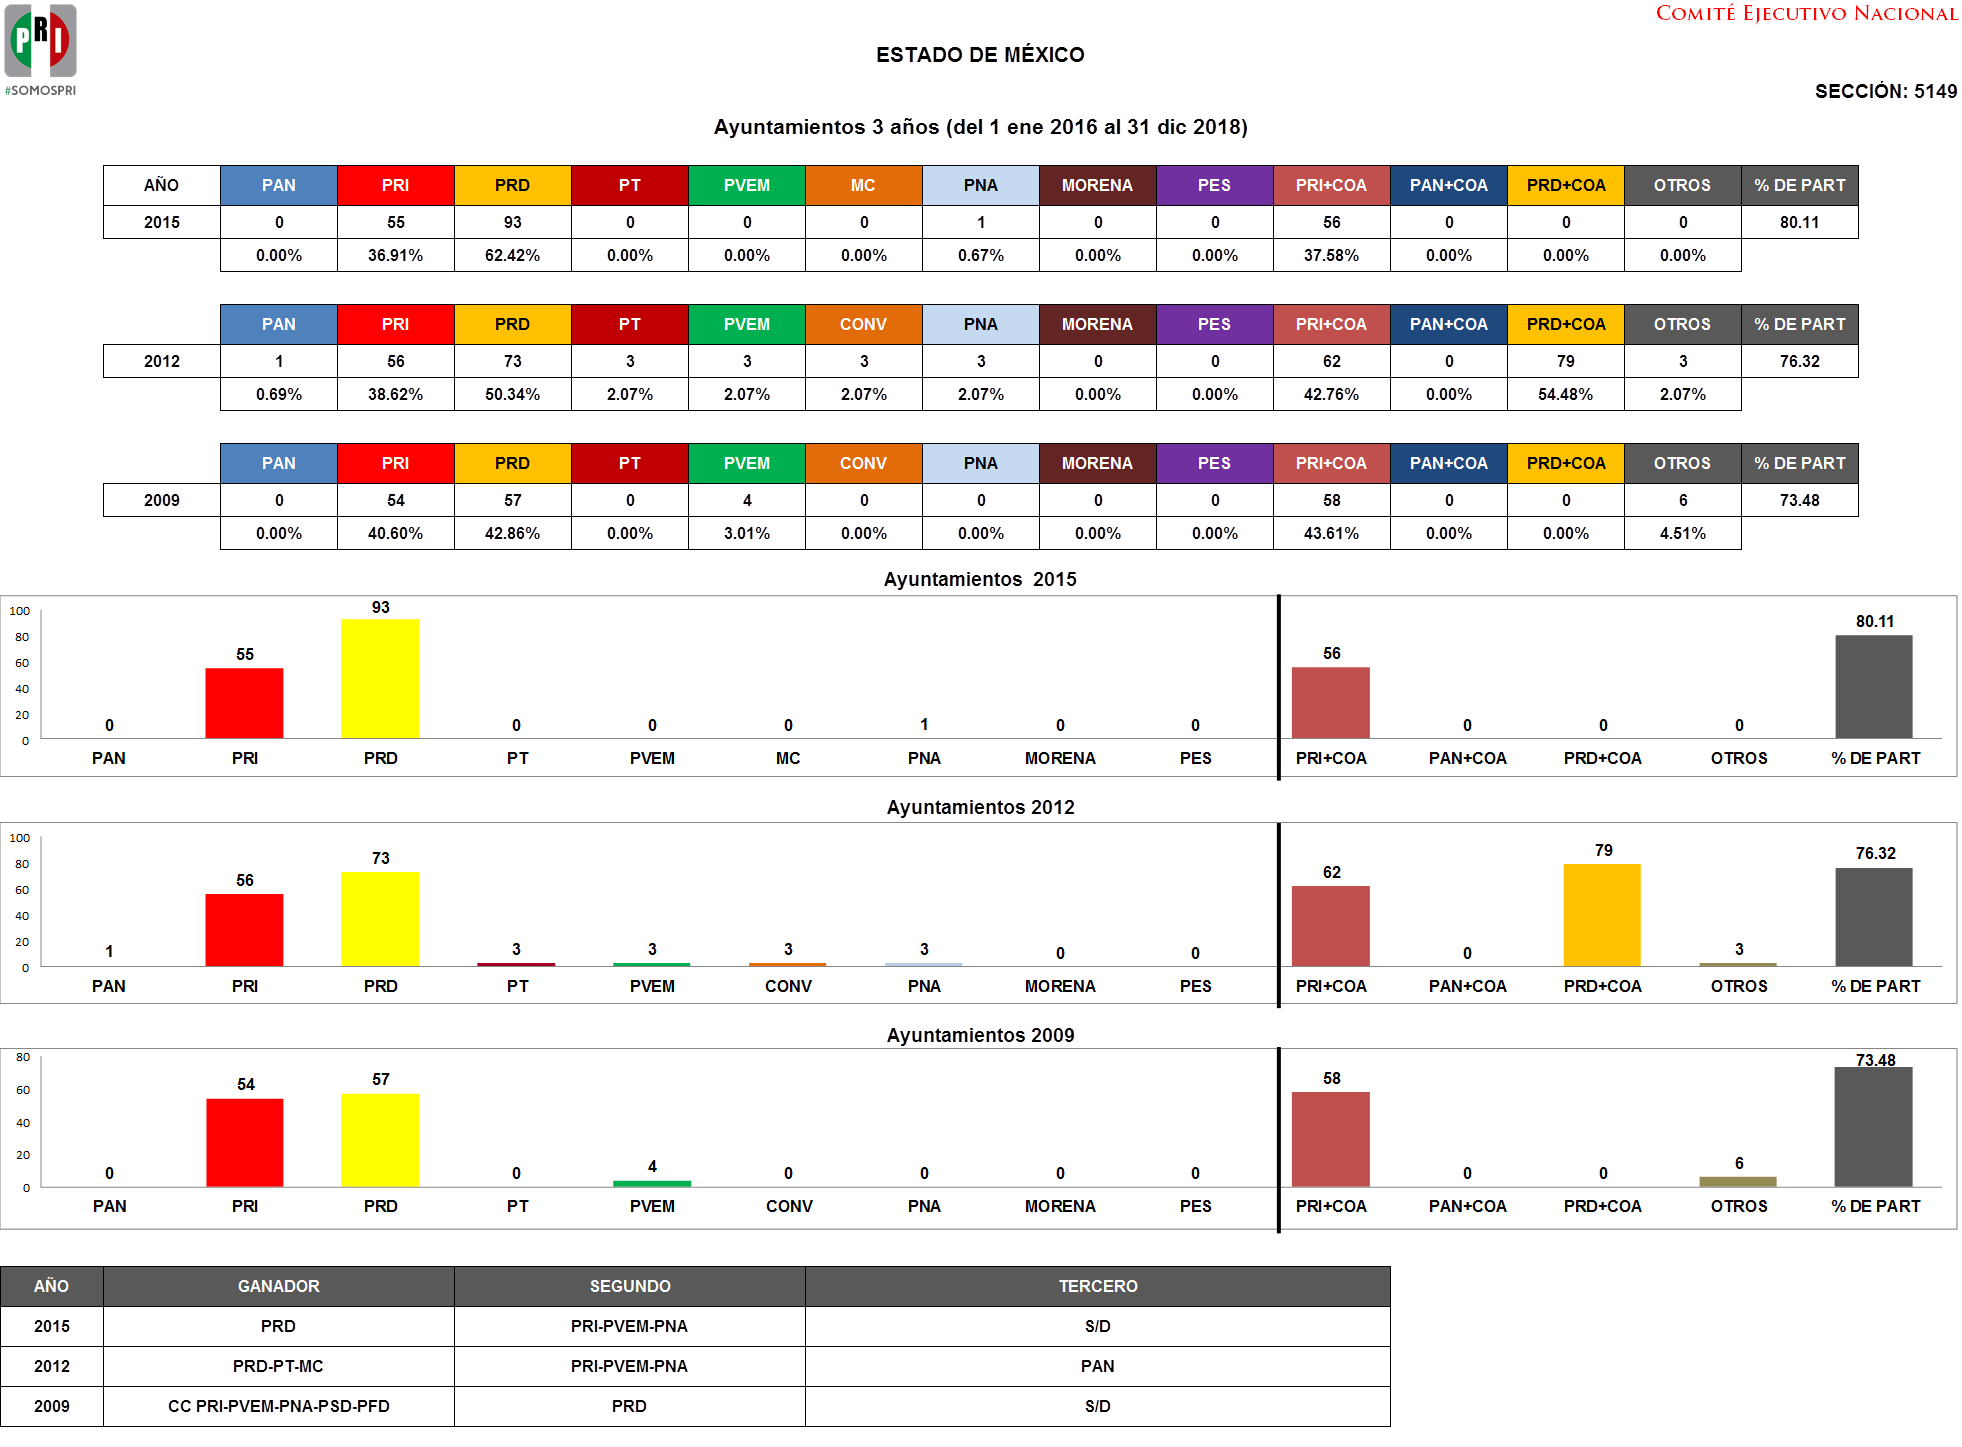 PRI
#SOMOSPRI
COMITÉ EJECUTIVO NACIONAL
ESTADO DE MÉXICO
SECCIÓN: 5149
Ayuntamientos 3 años (del 1 ene 2016 al 31 dic 2018)
AÑO PAN PRI PRD PT PVEM MC PNA MORENA PES PRI+COA PAN+COA PRD+COA OTROS % DE PART
2015 0 55 93 0 0 0 1 0 0 56 0 0 0 80.11
0.00% 36.91% 62.42% 0.00% 0.00% 0.00% 0.67% 0.00% 0.00% 37.58% 0.00% 0.00% 0.00%
PAN PRI PRD PT PVEM CONV PNA MORENA PES PRI+COA PAN+COA PRD+COA OTROS % DE PART
2012 1 56 73 3 3 3 3 0 0 62 0 79 3 76.32
0.69% 38.62% 50.34% 2.07% 2.07% 2.07% 2.07% 0.00% 0.00% 42.76% 0.00% 54.48% 2.07%
PAN PRI PRD PT PVEM CONV PNA MORENA PES PRI+COA PAN+COA PRD+COA OTROS % DE PART
2009 0 54 57 0 4 0 0 0 0 58 0 0 6 73.48
0.00% 40.60% 42.86% 0.00% 3.01% 0.00% 0.00% 0.00% 0.00% 43.61% 0.00% 0.00% 4.51%
Ayuntamientos 2015
100
80
60
40
20
0
0 55 93 0 0 0 1 0 0 56 0 0 0 80.11
PAN PRI PRD PT PVEM MC PNA MORENA PES PRI+COA PAN+COA PRD+COA OTROS % DE PART
Ayuntamientos 2012
100
80
60
40
20
0
1 56 73 3 3 3 3 0 0 62 0 79 3 76.32
PAN PRI PRD PT PVEM CONV PNA MORENA PES PRI+COA PAN+COA PRD+COA OTROS % DE PART
Ayuntamientos 2009
80
60
40
20
0
0 54 57 0 4 0 0 0 0 58 0 0 6 73.48
PAN PRI PRD PT PVEM CONV PNA MORENA PES PRI+COA PAN+COA PRD+COA OTROS % DE PART
AÑO GANADOR SEGUNDO TERCERO
2015 PRD PRI-PVEM-PNA S/D
2012 PRD-PT-MC PRI-PVEM-PNA PAN
2009 CC PRI-PVEM-PNA-PSD-PFD PRD S/D